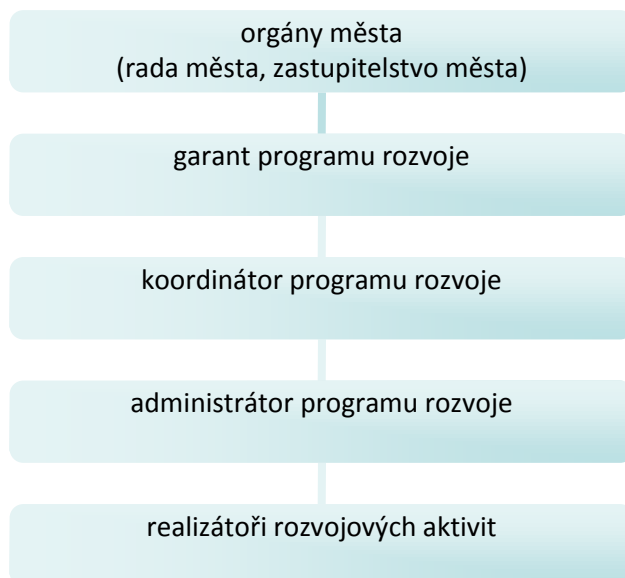 orgány města
(rada města, zastupitelstvo města)
garant programu rozvoje
koordinátor programu rozvoje
administrátor programu rozvoje
realizátoři rozvojových aktivit